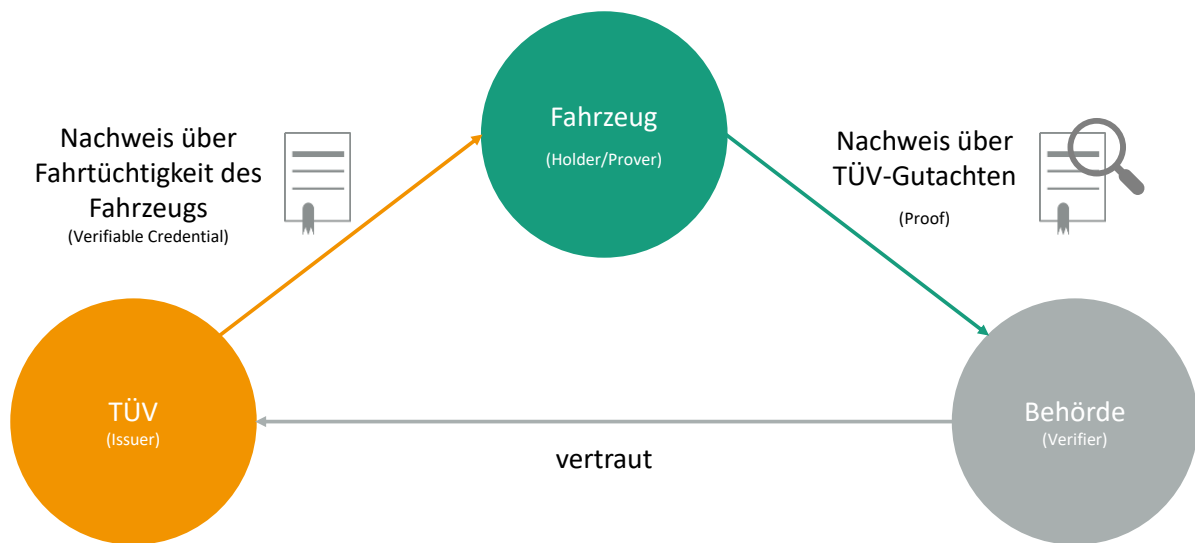 Fahrzeug
(Holder/Prover)
Nachweis über
Fahrtüchtigkeit des
Fahrzeugs
(Verifiable Credential)
Nachweis über
TÜV-Gutachten
(Proof)
TÜV
(Issuer)
Behörde
(Verifier)
vertraut